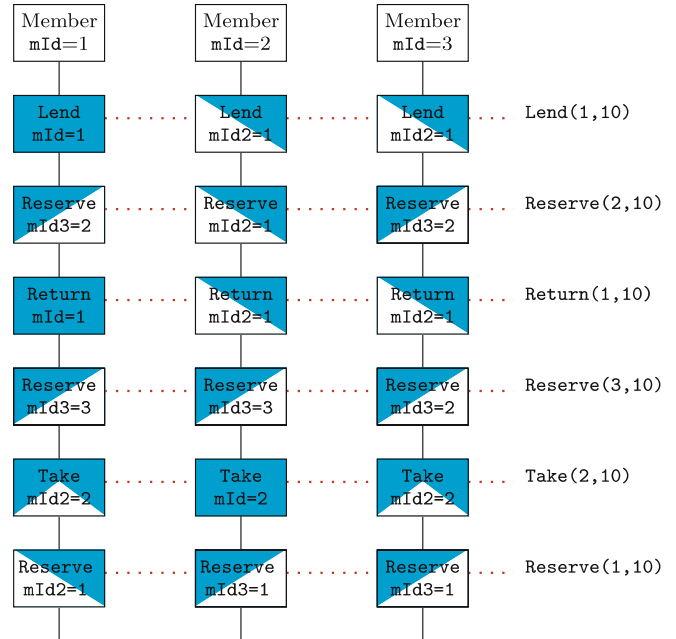 Member Member Member
mId=1 mId=2 mId=3
Lend Lend Lend Lend(1,10)
mId=1 mId2=1 mId2=1
Reserve Reserve Reserve Reserve(2,10)
mId3=2 mId2=1 mId3=2
Return Return Return Return(1,10)
mId=1 mId2=1 mId2=1
Reserve Reserve Reserve Reserve(3,10)
mId3=3 mId3=3 mId3=2
Take Take Take Take(2,10)
mId2=2 mId=2 mId2=2
Reserve Reserve Reserve Reserve(1,10)
mId2=1 mId3=1 mId3=1